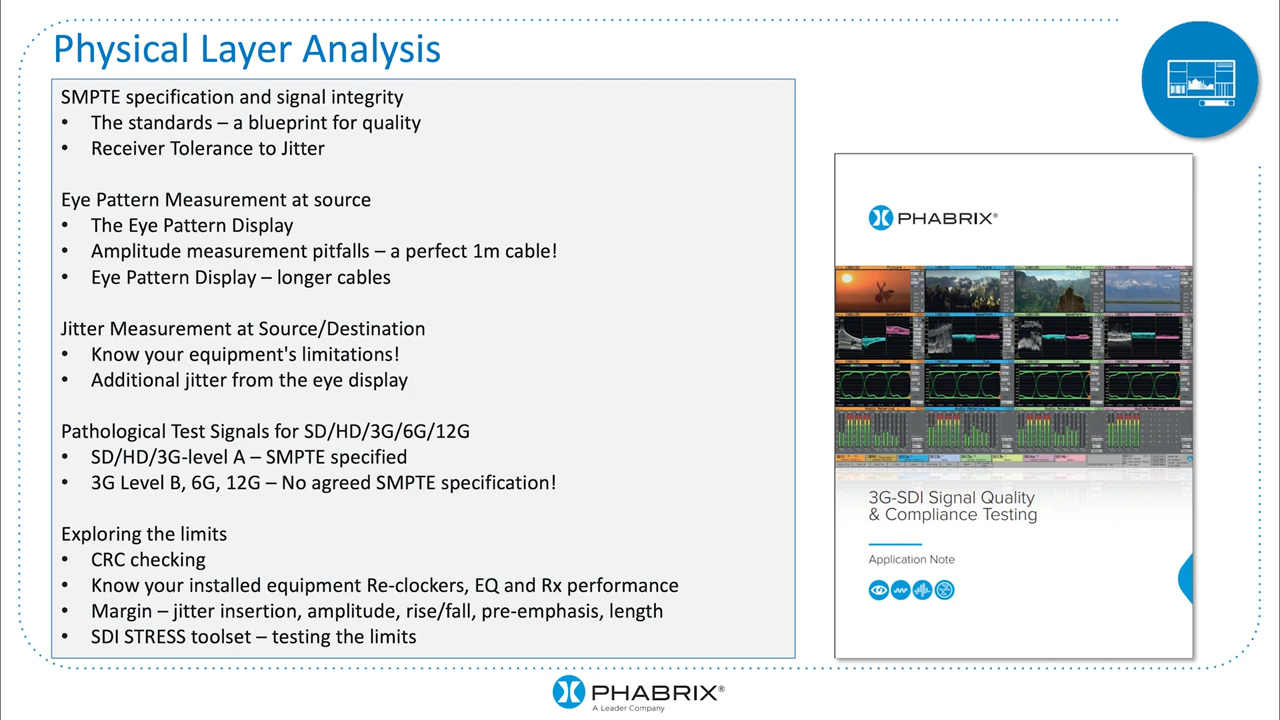 Physical Layer Analysis
SMPTE specification and signal integrity
• The standards – a blueprint for quality
• Receiver Tolerance to Jitter
Eye Pattern Measurement at source
• The Eye Pattern Display
• Amplitude measurement pitfalls – a perfect 1m cable!
• Eye Pattern Display – longer cables
Jitter Measurement at Source/Destination
• Know your equipment's limitations!
• Additional jitter from the eye display
Pathological Test Signals for SD/HD/3G/6G/12G
• SD/HD/3G-level A – SMPTE specified
• 3G Level B, 6G, 12G – No agreed SMPTE specification!
Exploring the limits
• CRC checking
• Know your installed equipment Re-clockers, EQ and Rx performance
• Margin – jitter insertion, amplitude, rise/fall, pre-emphasis, length
• SDI STRESS toolset – testing the limits
PHABRIX®
3G-SDI Signal Quality
& Compliance Testing
Application Note
PHABRIX®
A Leader Company